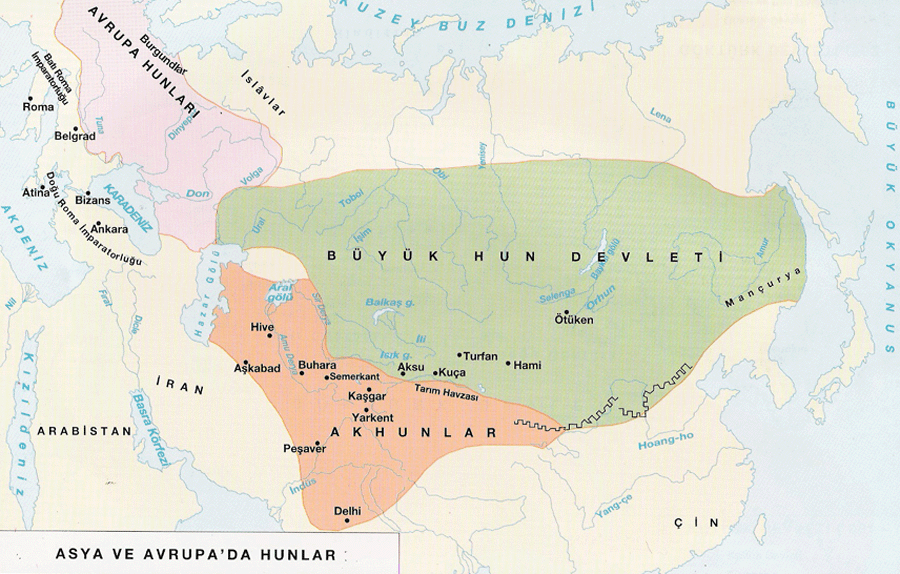 KUZEY BUZ DENİZİ
AVRUPA HUNLARI
Burgundlar
İslâvlar
Batı Roma
İmparatorluğu
Roma
Belgrad
Tuna
Dinyeper
Lena
Yenisey
Obi
Tobol
Volga
Don
Ural
İşim
KARADENİZ
Atina
Bizans
Ankara
Doğu Roma İmparatorluğu
AKDENİZ
BÜYÜK HUN DEVLETİ
Baykal gölü
Amur
Mançurya
BÜYÜK OKYANUS
Selenga
Orhun
Ötüken
Hazar Gölü
Aral
gölü
Sir Derya
Balkaş g.
İli
Isık g.
Nil
Fırat
Dicle
Hive
Amu Derya
Aşkabad
Buhara
Semerkant
Aksu
Kuça
Turfan
Hami
Tarım Havzası
Kaşgar
Yarkent
AKHUNLAR
Peşaver
İndüs
Delhi
İRAN
ARABİSTAN
Basra Körfezi
Kızıldeniz
Hoang-ho
Yang-çe
ÇİN
ASYA VE AVRUPA'DA HUNLAR